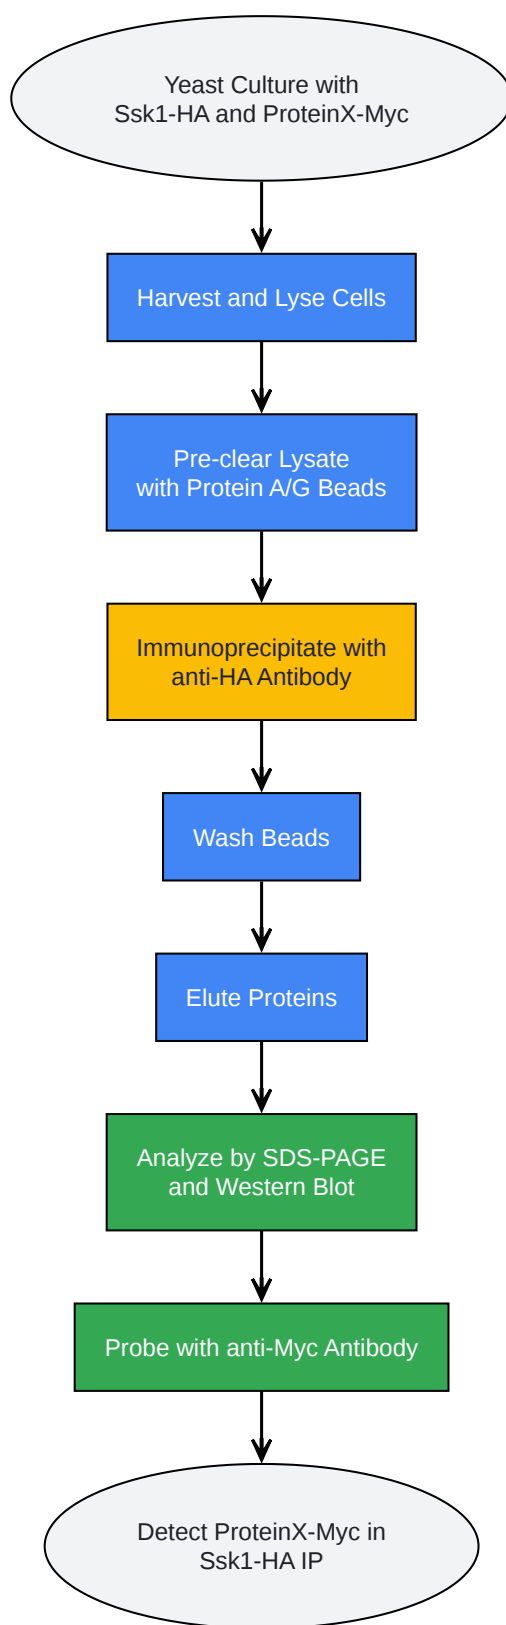 Yeast Culture with
Ssk1-HA and ProteinX-Myc
Harvest and Lyse Cells
Pre-clear Lysate
with Protein A/G Beads
Immunoprecipitate with
anti-HA Antibody
Wash Beads
Elute Proteins
Analyze by SDS-PAGE
and Western Blot
Probe with anti-Myc Antibody
Detect ProteinX-Myc in
Ssk1-HA IP